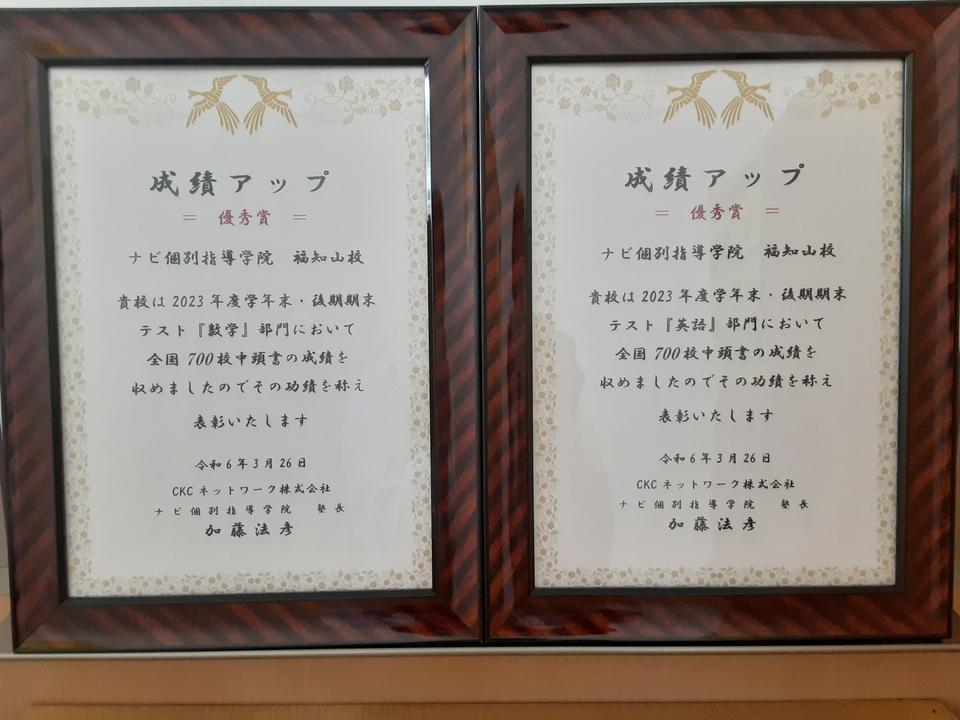 成績アップ
＝ 優秀賞 ＝
ナビ個別指導学院 福知山校
貴校は2023年度学年末・後期期末
テスト『数学』部門において
全国700校中頭書の成績を
収めましたのでその功績を称え
表彰いたします
令和6年3月26日
CKCネットワーク株式会社
ナビ個別指導学院 塾長
加藤法彦
成績アップ
＝ 優秀賞 ＝
ナビ個別指導学院 福知山校
貴校は2023年度学年末・後期期末
テスト『英語』部門において
全国700校中頭書の成績を
収めましたのでその功績を称え
表彰いたします
令和6年3月26日
CKCネットワーク株式会社
ナビ個別指導学院 塾長
加藤法彦